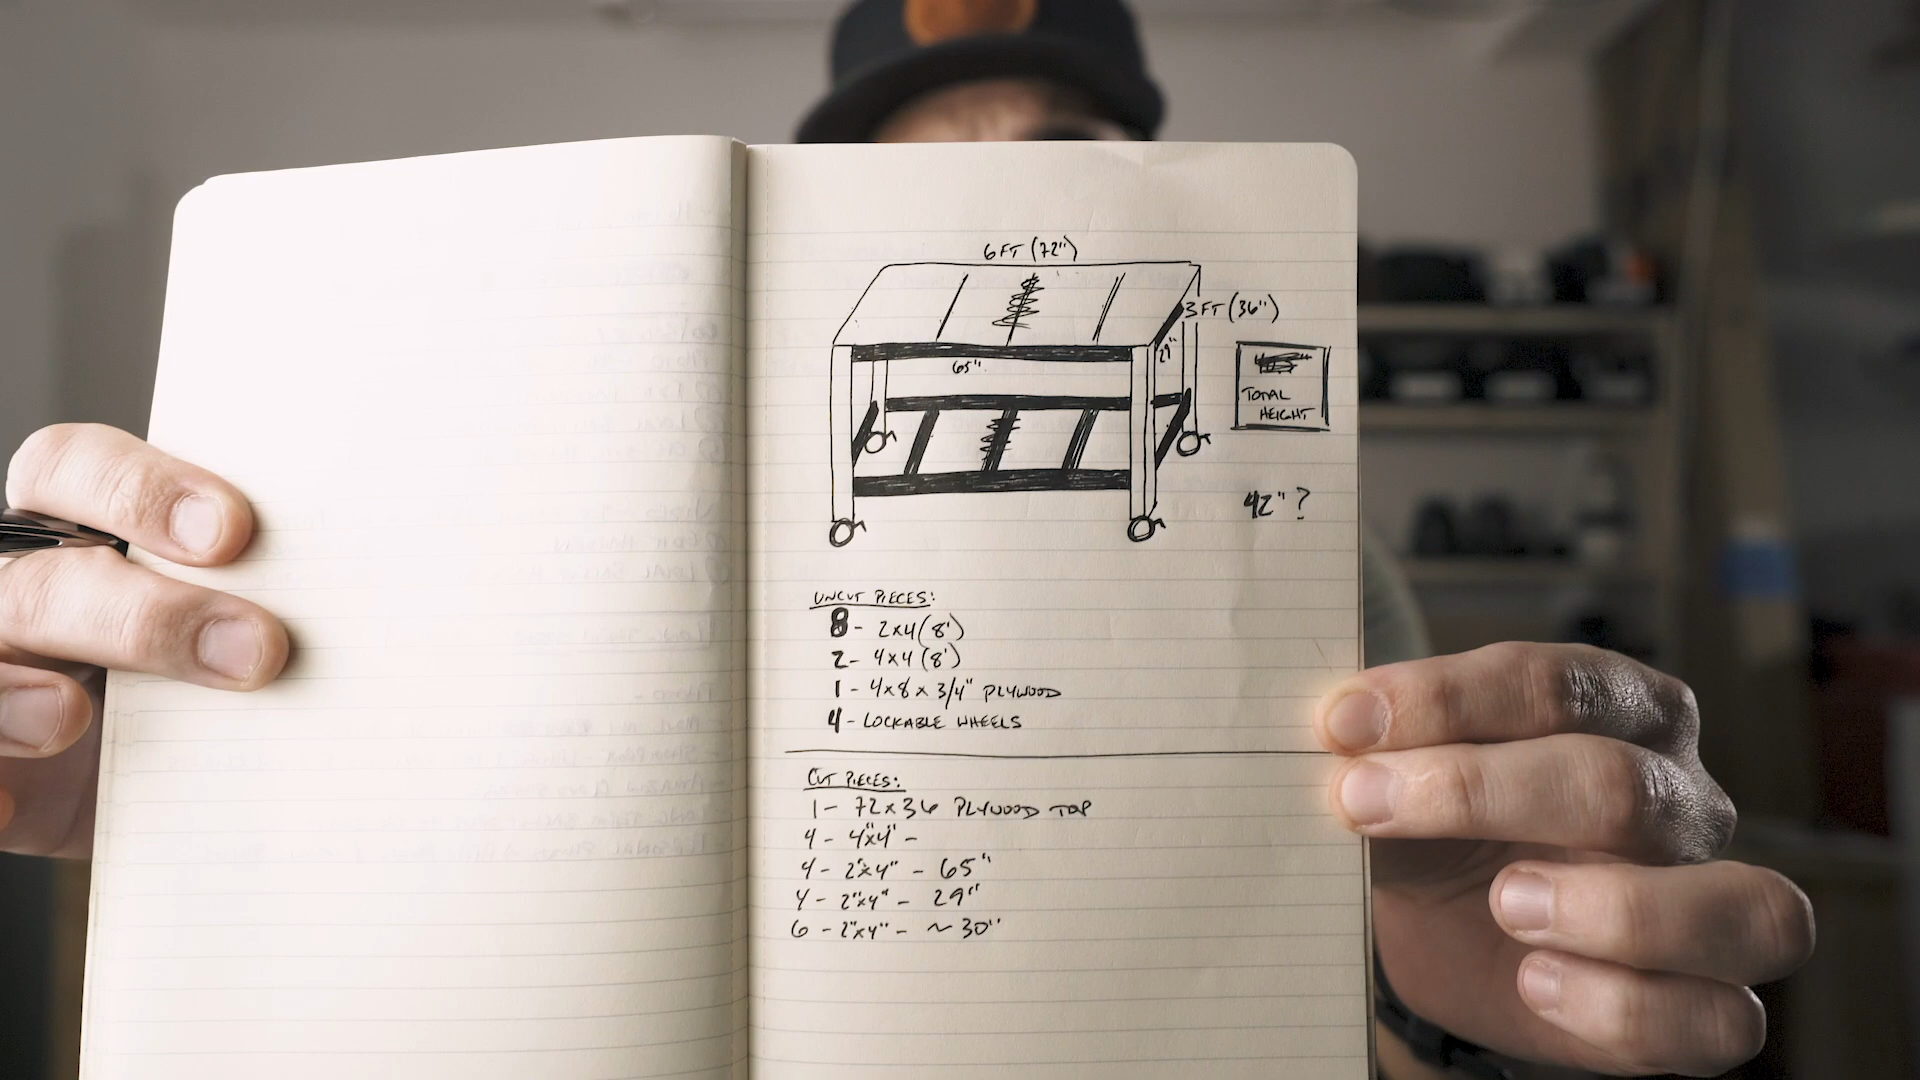 6FT (72")
3FT (36")
29"
65"
TOTAL
HEIGHT
42"?
UNCUT PIECES:
8 - 2x4 (8')
2 - 4x4 (8')
1 - 4x8 x 3/4" PLYWOOD
4 - LOCKABLE WHEELS
CUT PIECES:
1 - 72x36 PLYWOOD TOP
4 - 4"x4" -
4 - 2"x4" - 65"
4 - 2"x4" - 29"
6 - 2"x4" - ~30"